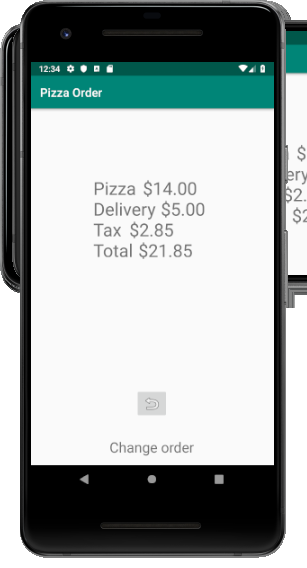 12:34
Pizza Order
Pizza $14.00
Delivery $5.00
Tax $2.85
Total $21.85
Change order